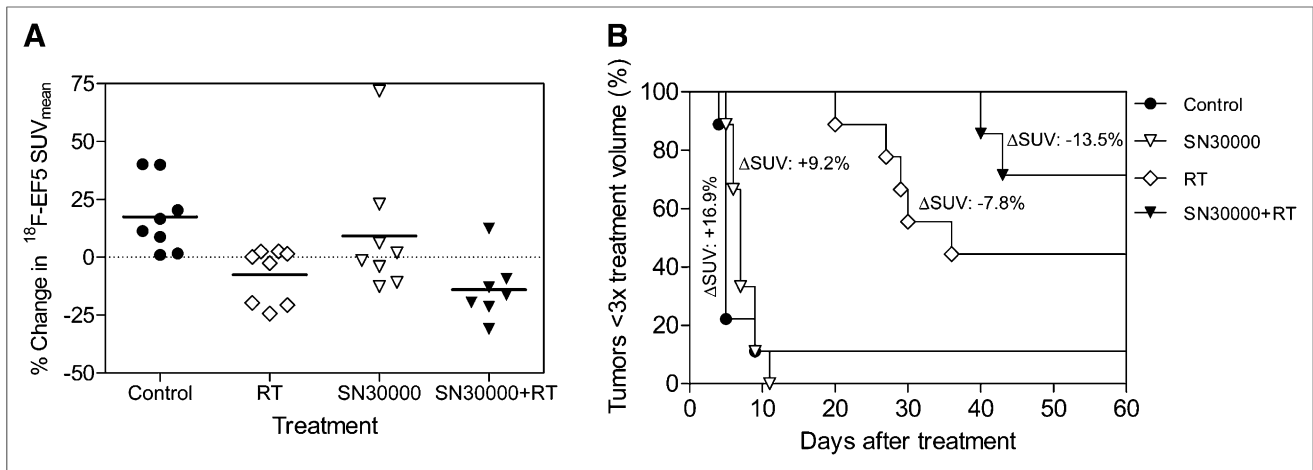 A
% Change in ¹⁸F-EF5 SUVmean
75
50
25
0
-25
-50
Control
RT
SN30000
SN30000+RT
Treatment
B
Tumors <3x treatment volume (%)
100
80
60
40
20
0
0
10
20
30
40
50
60
Days after treatment
ΔSUV: +16.9%
ΔSUV: +9.2%
ΔSUV: -7.8%
ΔSUV: -13.5%
Control
SN30000
RT
SN30000+RT